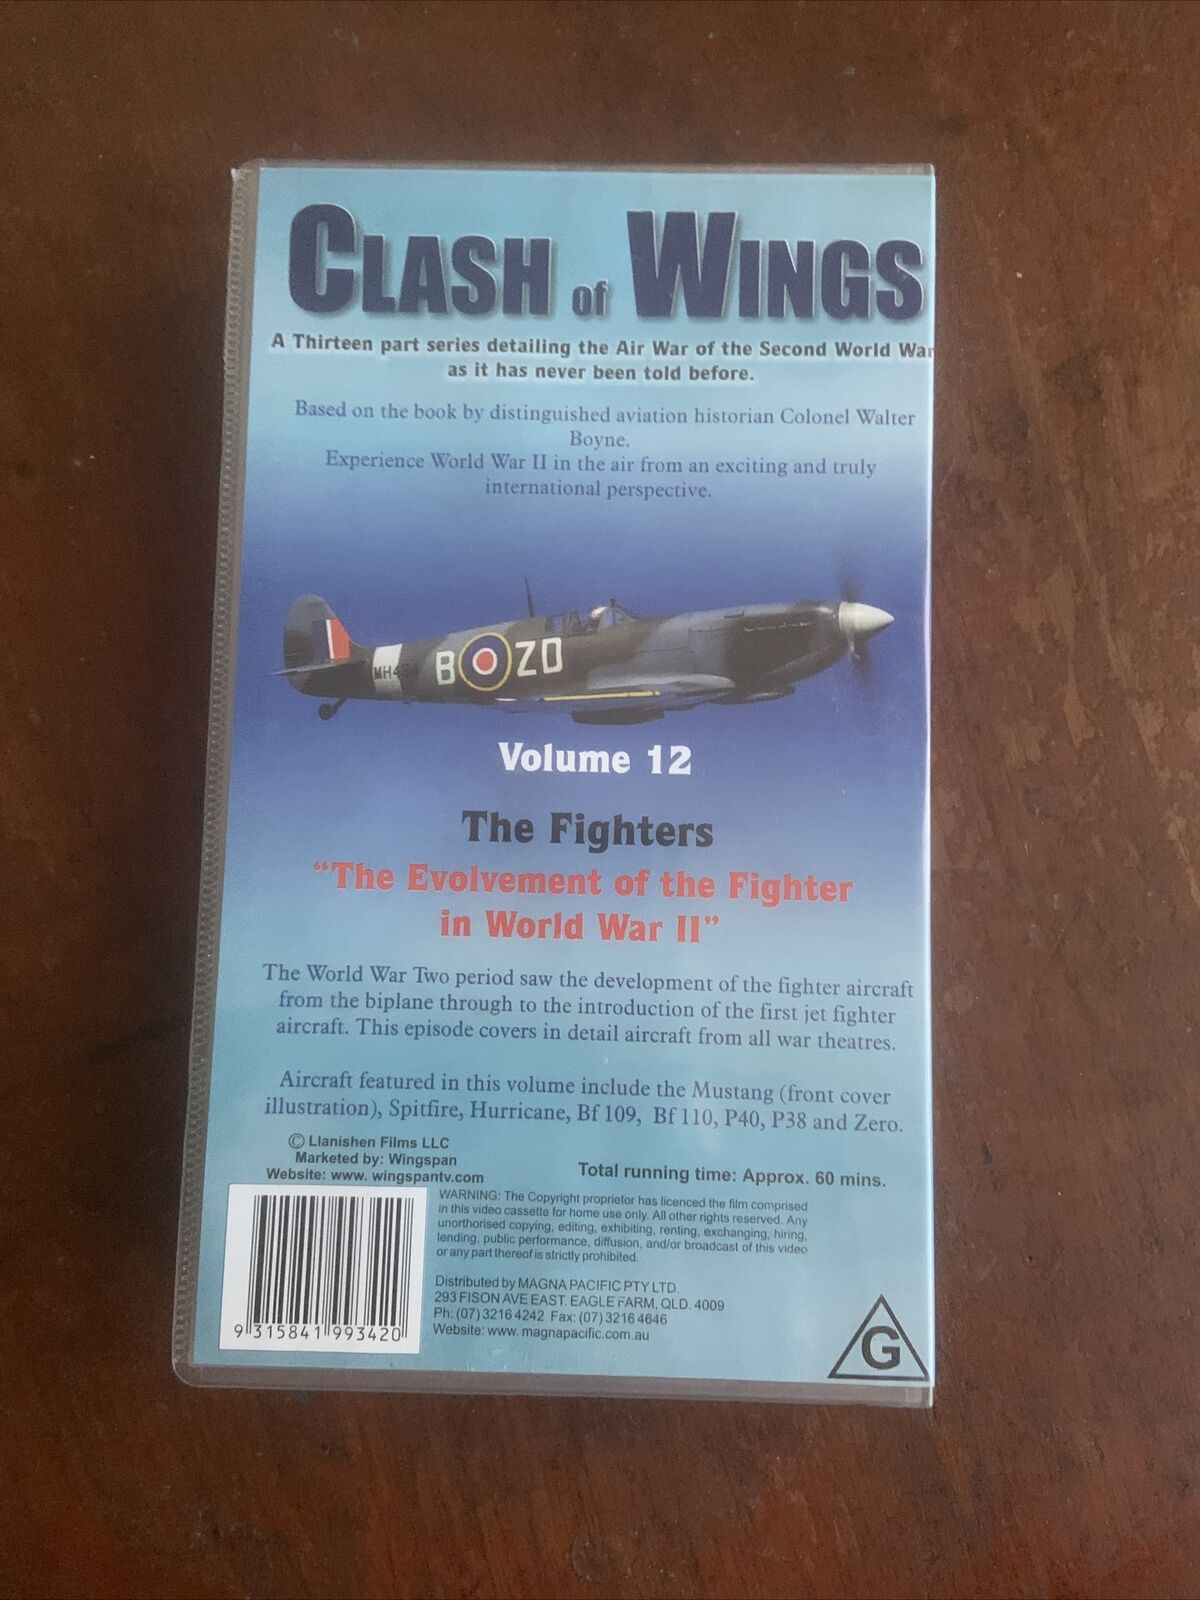 CLASH of WINGS
A Thirteen part series detailing the Air War of the Second World War
as it has never been told before.
Based on the book by distinguished aviation historian Colonel Walter
Boyne.
Experience World War II in the air from an exciting and truly
international perspective.
B ZD
Volume 12
The Fighters
"The Evolvement of the Fighter
in World War II"
The World War Two period saw the development of the fighter aircraft
from the biplane through to the introduction of the first jet fighter
aircraft. This episode covers in detail aircraft from all war theatres.
Aircraft featured in this volume include the Mustang (front cover
illustration), Spitfire, Hurricane, Bf 109, Bf 110, P40, P38 and Zero.
© Llanishen Films LLC
Marketed by: Wingspan
Website: www. wingspantv.com
Total running time: Approx. 60 mins.
WARNING: The Copyright proprietor has licenced the film comprised
in this video cassette for home use only. All other rights reserved. Any
unorthorised copying, editing, exhibiting, renting, exchanging, hiring,
lending, public performance, diffusion, and/or broadcast of this video
or any part thereof is strictly prohibited.
Distributed by MAGNA PACIFIC PTY LTD.
293 FISON AVE EAST. EAGLE FARM, QLD. 4009
Ph: (07) 3216 4242 Fax: (07) 3216 4646
Website: www. magnapacific.com.au
9 315841 993420
G